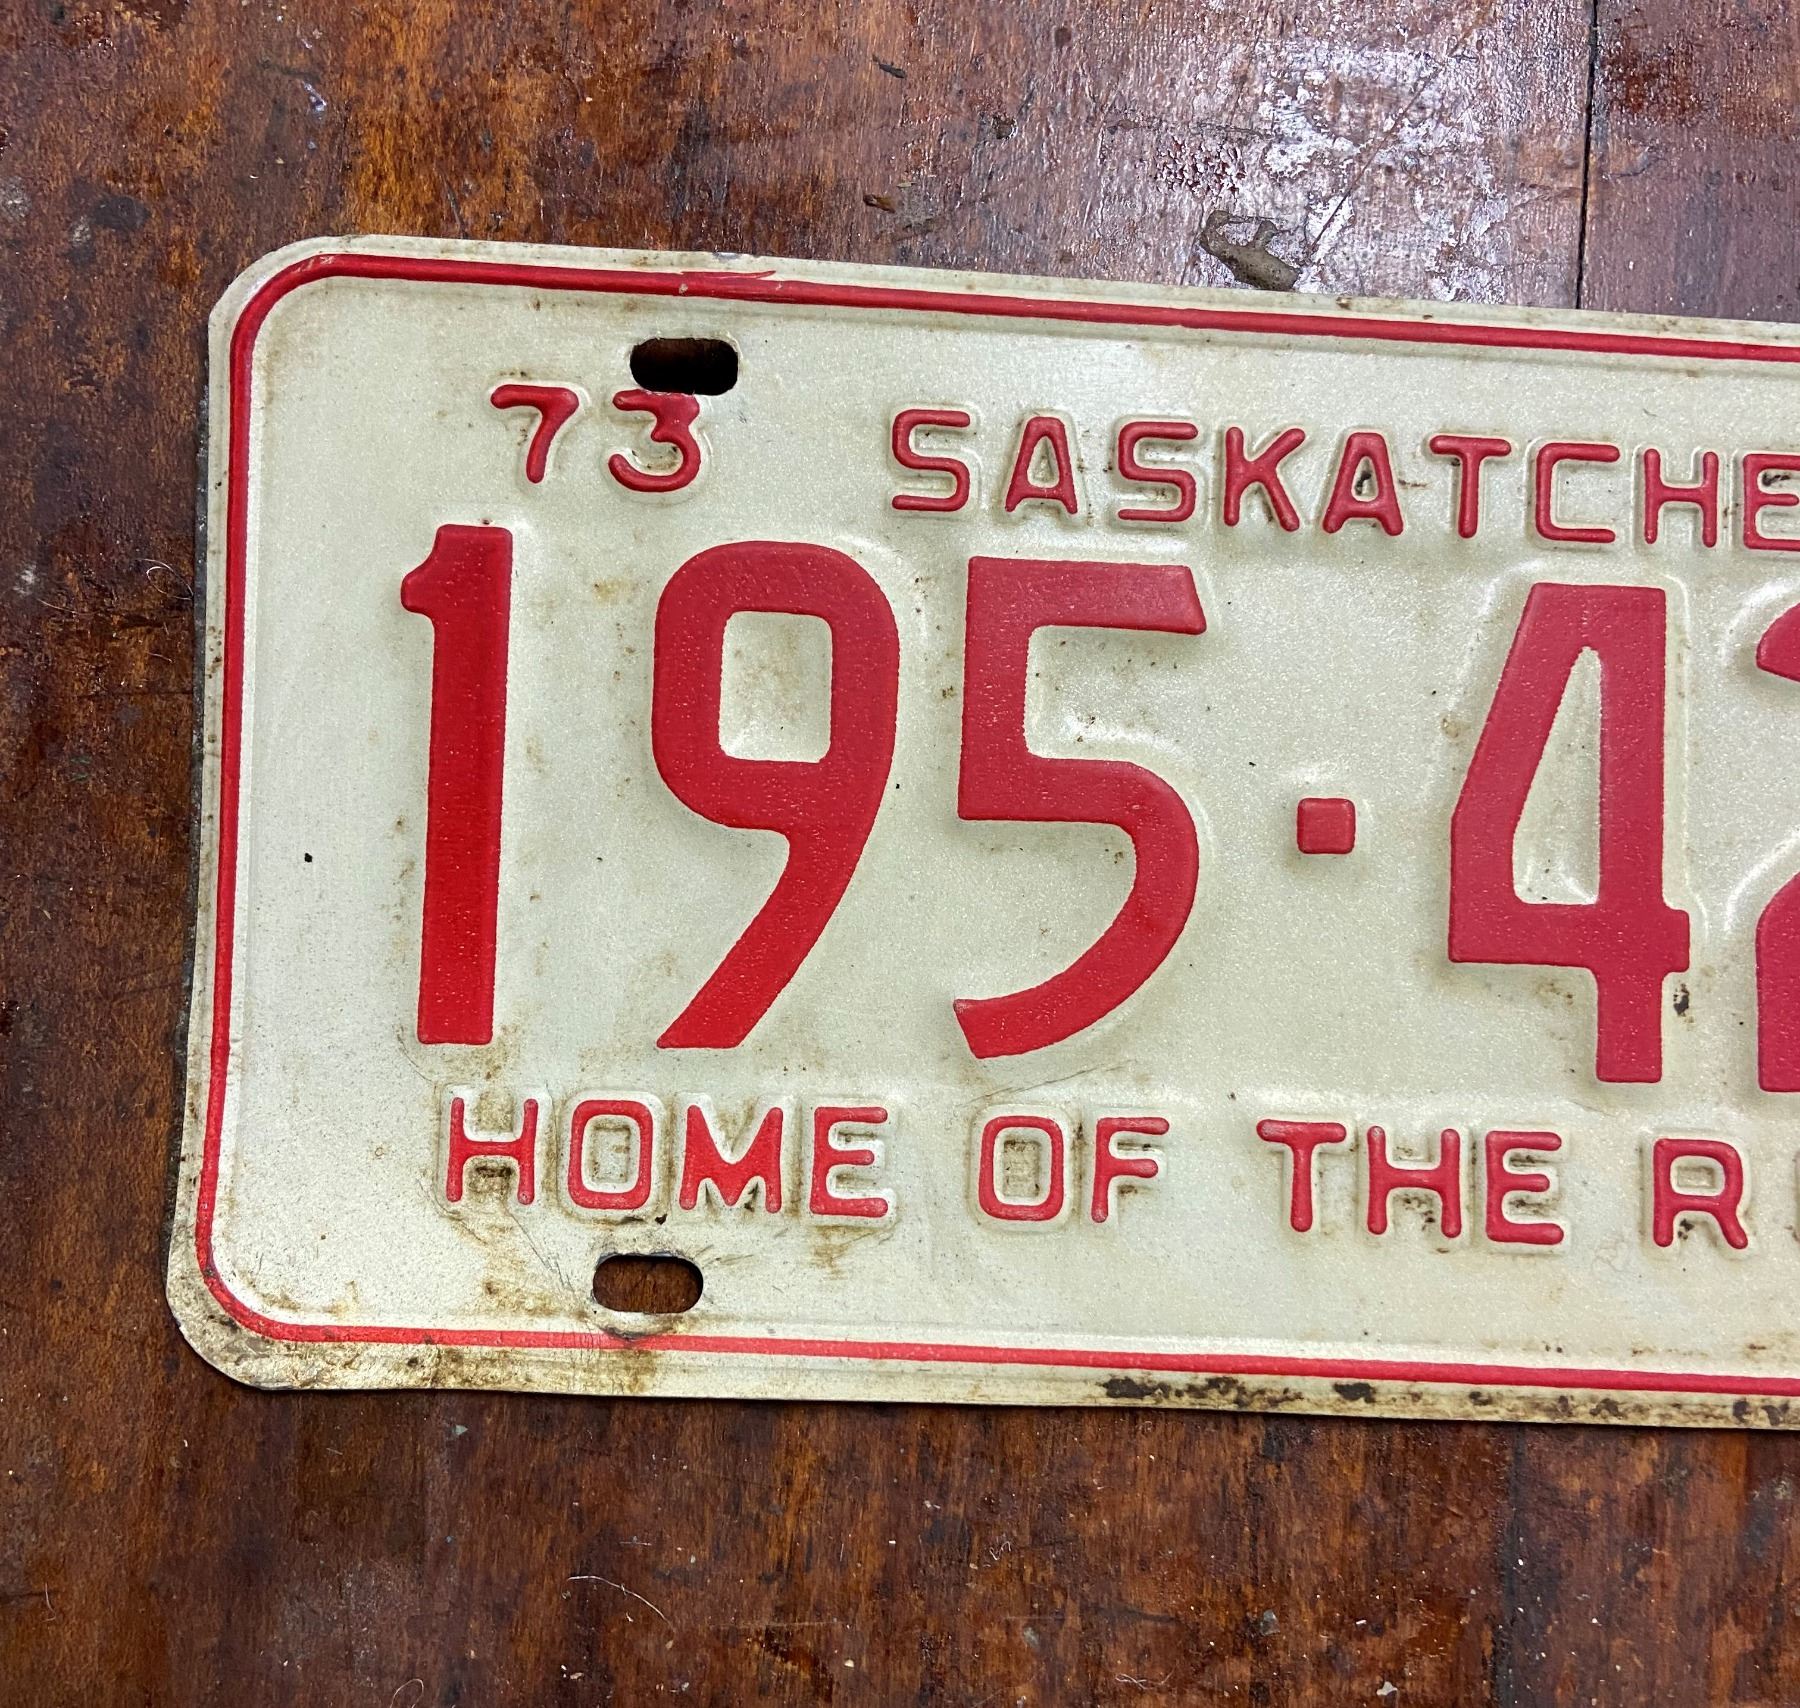 73 SASKATCHE
195·42
HOME OF THE R